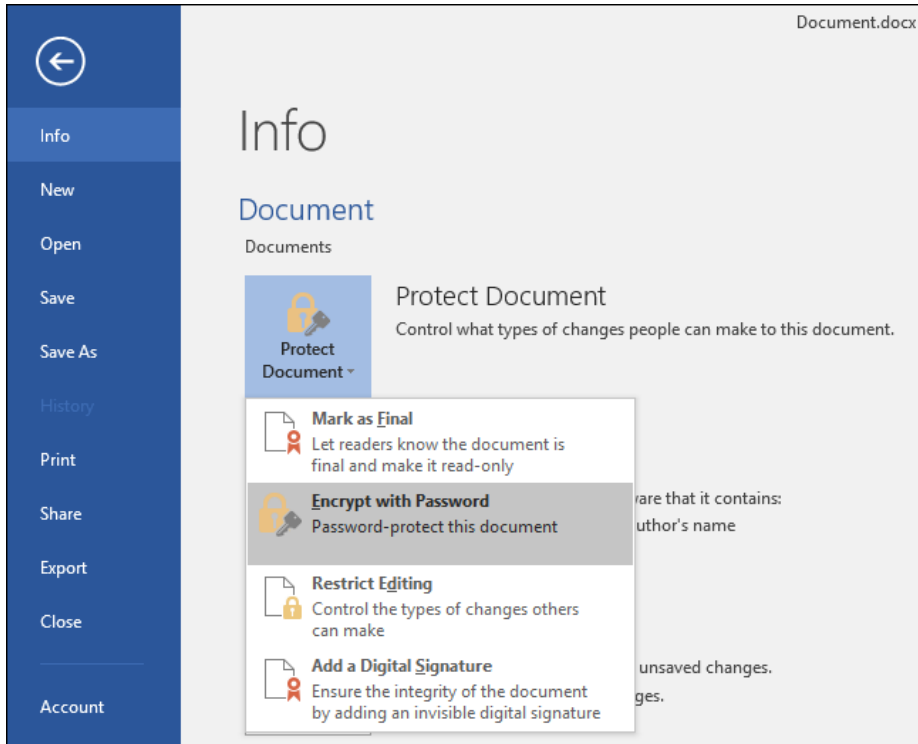 Document.docx
Info
New
Open
Save
Save As
History
Print
Share
Export
Close
Account
Info
Document
Documents
Protect
Document
Protect Document
Control what types of changes people can make to this document.
Mark as Final
Let readers know the document is
final and make it read-only
Encrypt with Password
Password-protect this document
Restrict Editing
Control the types of changes others
can make
Add a Digital Signature
Ensure the integrity of the document
by adding an invisible digital signature
that it contains:
name
unsaved changes.